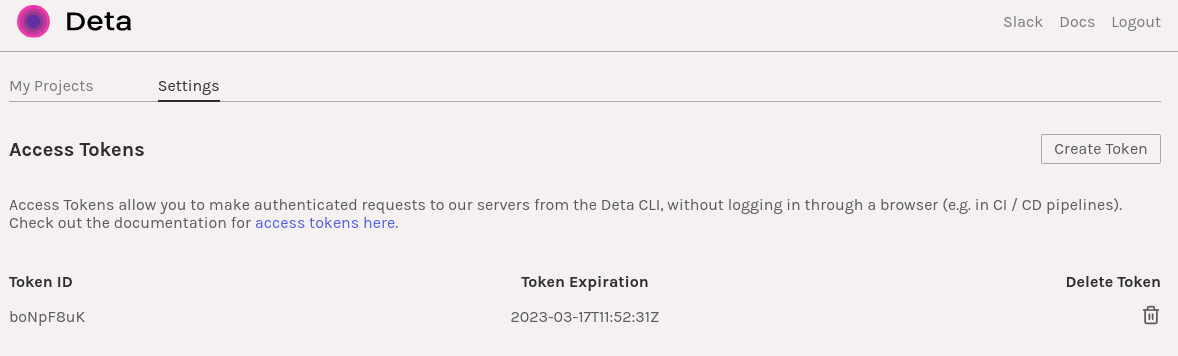 Deta
Slack Docs Logout
My Projects Settings
Access Tokens Create Token
Access Tokens allow you to make authenticated requests to our servers from the Deta CLI, without logging in through a browser (e.g. in CI / CD pipelines).
Check out the documentation for access tokens here.
Token ID Token Expiration Delete Token
boNpF8uK 2023-03-17T11:52:31Z